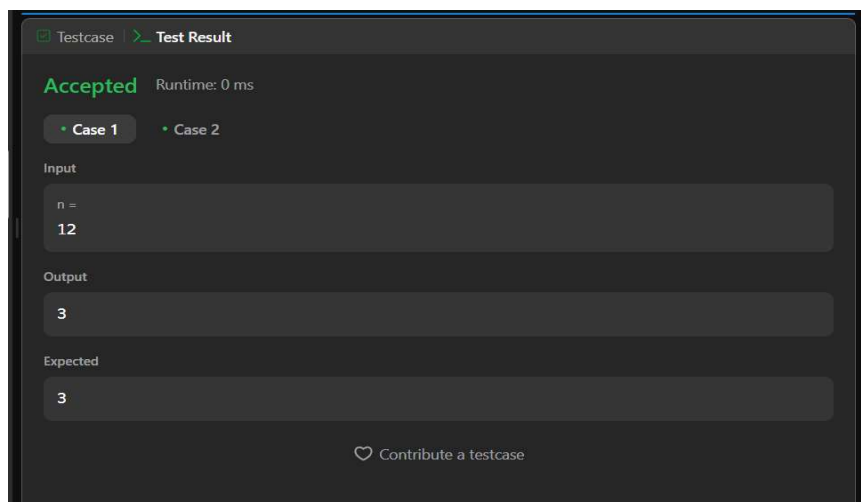 Testcase | >_ Test Result
Accepted Runtime: 0 ms
• Case 1 • Case 2
Input
n =
12
Output
3
Expected
3
Contribute a testcase